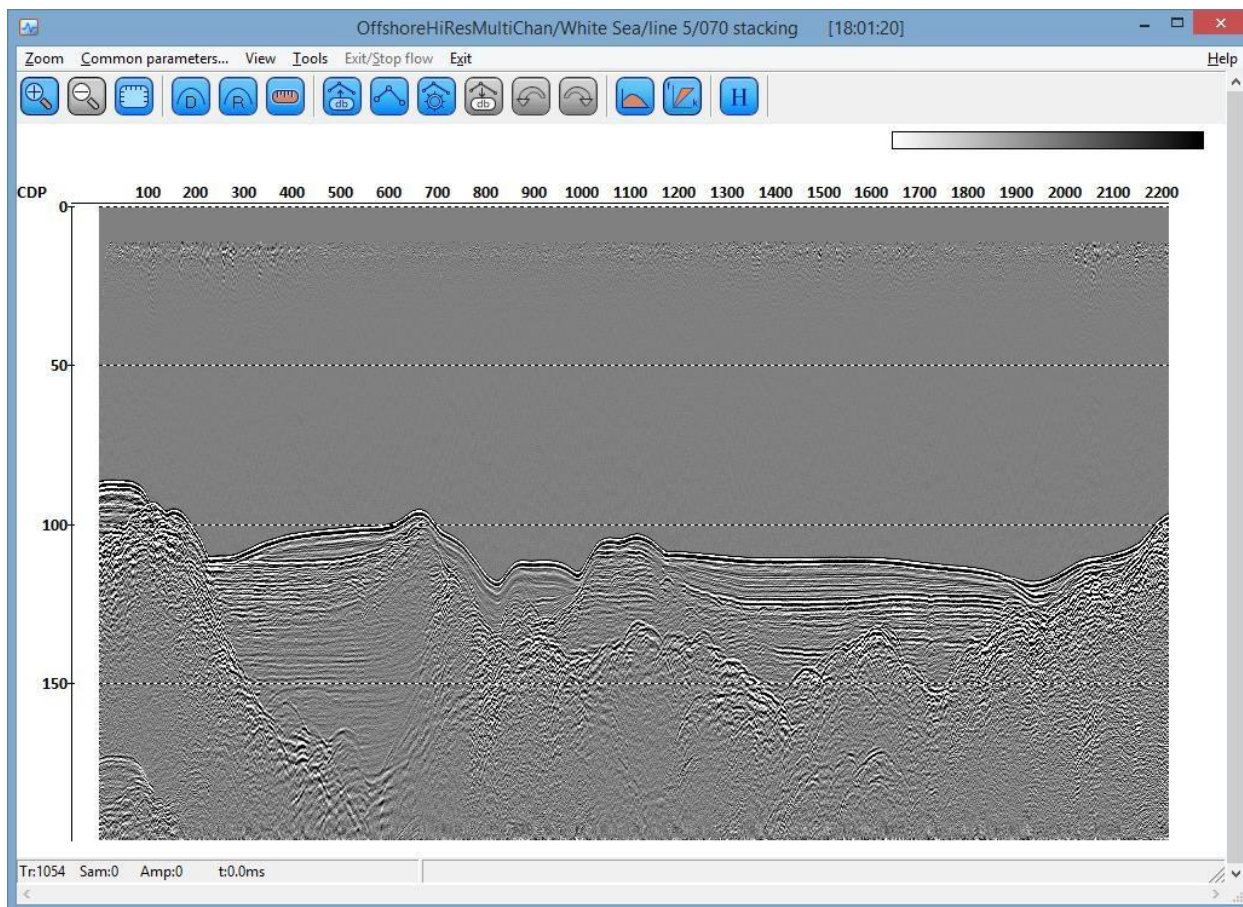 OffshoreHiResMultiChan/White Sea/line 5/070 stacking [18:01:20]
Zoom Common parameters... View Tools Exit/Stop flow Exit Help
D R db db f k H
CDP 100 200 300 400 500 600 700 800 900 1000 1100 1200 1300 1400 1500 1600 1700 1800 1900 2000 2100 2200
0
50
100
150
Tr:1054 Sam:0 Amp:0 t:0.0ms